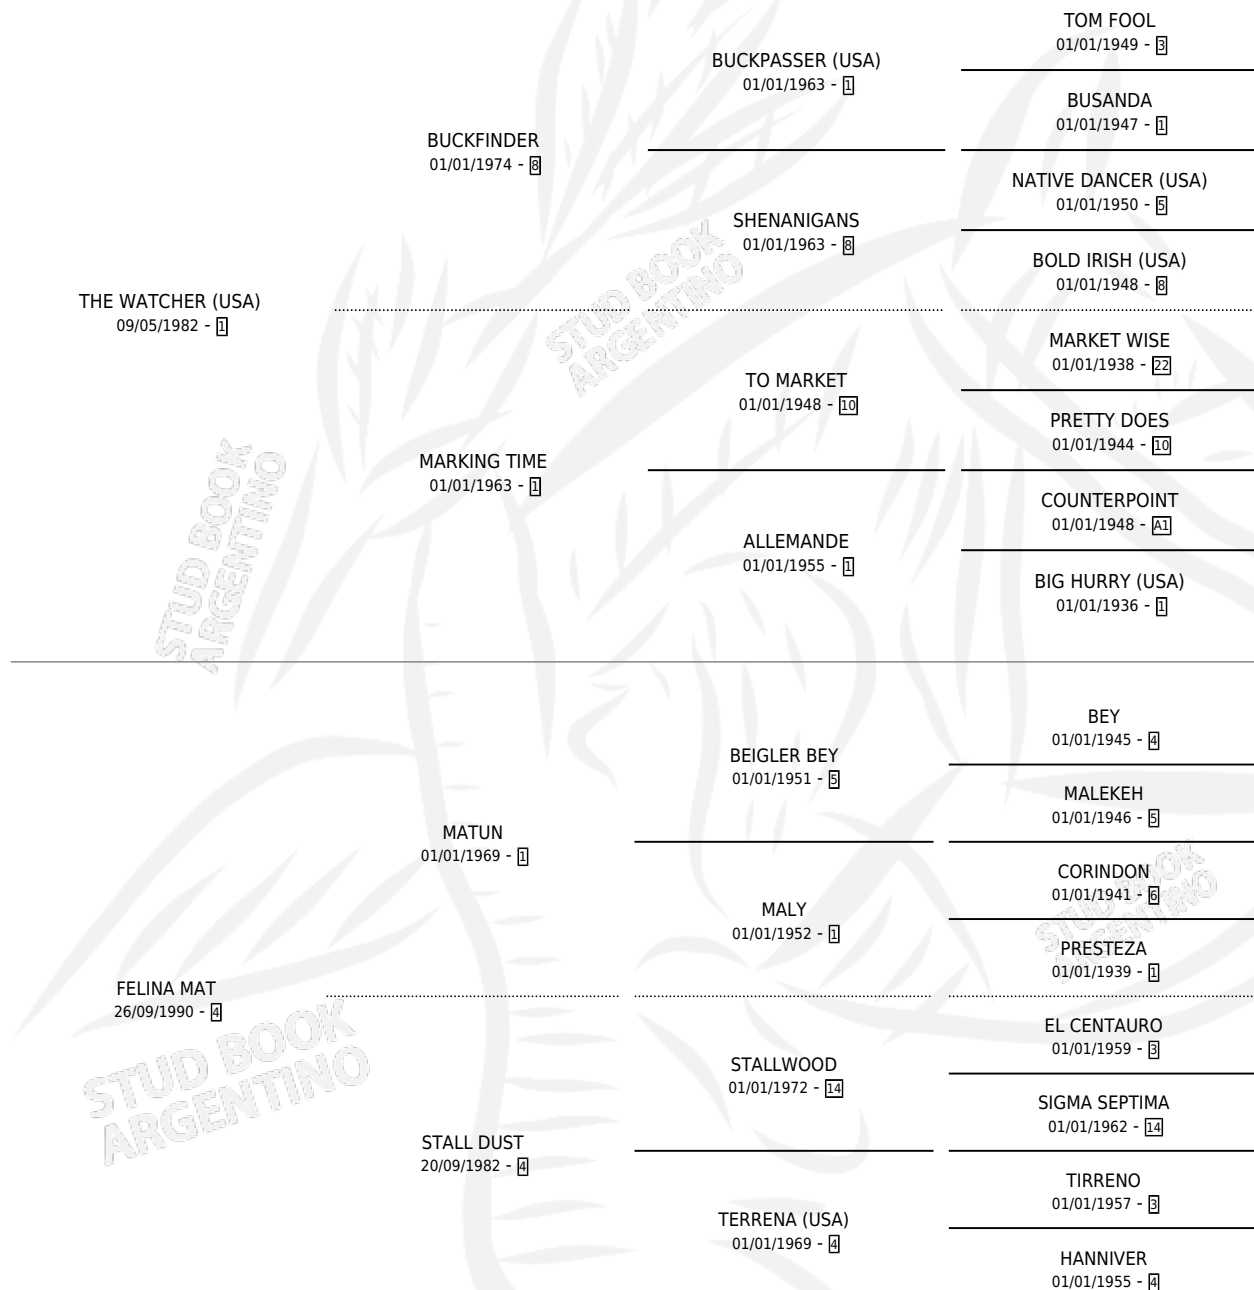 TOM FOOL
01/01/1949 - 3
BUCKPASSER (USA)
01/01/1963 - 1
BUSANDA
01/01/1947 - 1
BUCKFINDER
01/01/1974 - 8
NATIVE DANCER (USA)
01/01/1950 - 5
SHENANIGANS
01/01/1963 - 8
BOLD IRISH (USA)
01/01/1948 - 8
THE WATCHER (USA)
09/05/1982 - 1
STUD BOOK
ARGENTINO
MARKET WISE
01/01/1938 - 22
TO MARKET
01/01/1948 - 10
PRETTY DOES
01/01/1944 - 10
MARKING TIME
01/01/1963 - 1
COUNTERPOINT
01/01/1948 - A1
ALLEMANDE
01/01/1955 - 1
BIG HURRY (USA)
01/01/1936 - 1
STUD BOOK
ARGENTINO
BEY
01/01/1945 - 4
BEIGLER BEY
01/01/1951 - 5
MALEKEH
01/01/1946 - 5
MATUN
01/01/1969 - 1
CORINDON
01/01/1941 - 6
MALY
01/01/1952 - 1
PRESTEZA
01/01/1939 - 1
STUD BOOK
ARGENTINO
FELINA MAT
26/09/1990 - 4
EL CENTAURO
01/01/1959 - 3
STALLWOOD
01/01/1972 - 14
SIGMA SEPTIMA
01/01/1962 - 14
STUD BOOK
ARGENTINO
STALL DUST
20/09/1982 - 4
TIRRENO
01/01/1957 - 3
TERRENA (USA)
01/01/1969 - 4
HANNIVER
01/01/1955 - 4